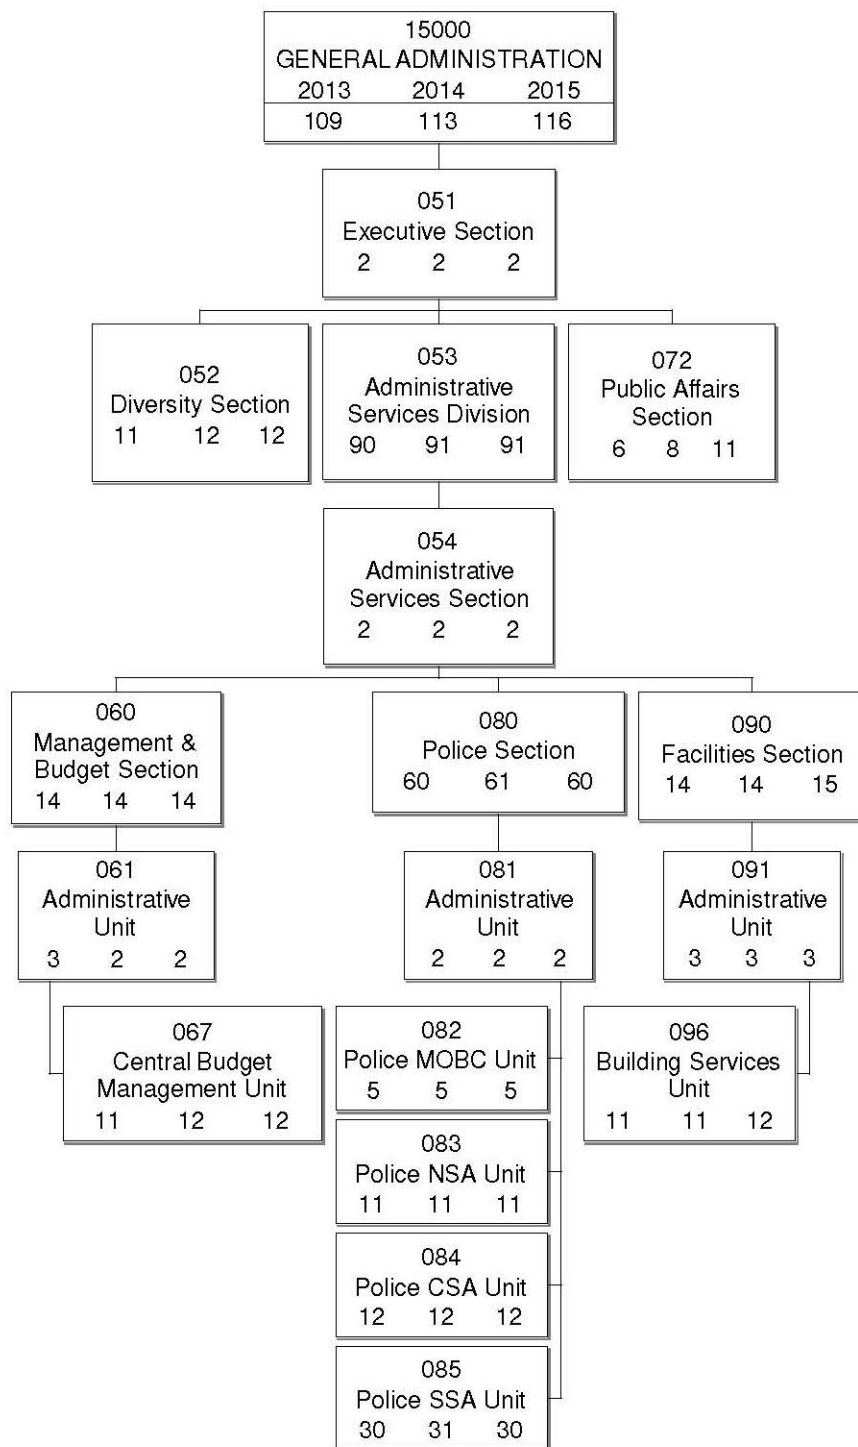 15000
GENERAL ADMINISTRATION
2013 2014 2015
109 113 116
051
Executive Section
2 2 2
052
Diversity Section
11 12 12
053
Administrative
Services Division
90 91 91
072
Public Affairs
Section
6 8 11
054
Administrative
Services Section
2 2 2
060
Management &
Budget Section
14 14 14
080
Police Section
60 61 60
090
Facilities Section
14 14 15
061
Administrative
Unit
3 2 2
081
Administrative
Unit
2 2 2
091
Administrative
Unit
3 3 3
067
Central Budget
Management Unit
11 12 12
082
Police MOBC Unit
5 5 5
096
Building Services
Unit
11 11 12
083
Police NSA Unit
11 11 11
084
Police CSA Unit
12 12 12
085
Police SSA Unit
30 31 30